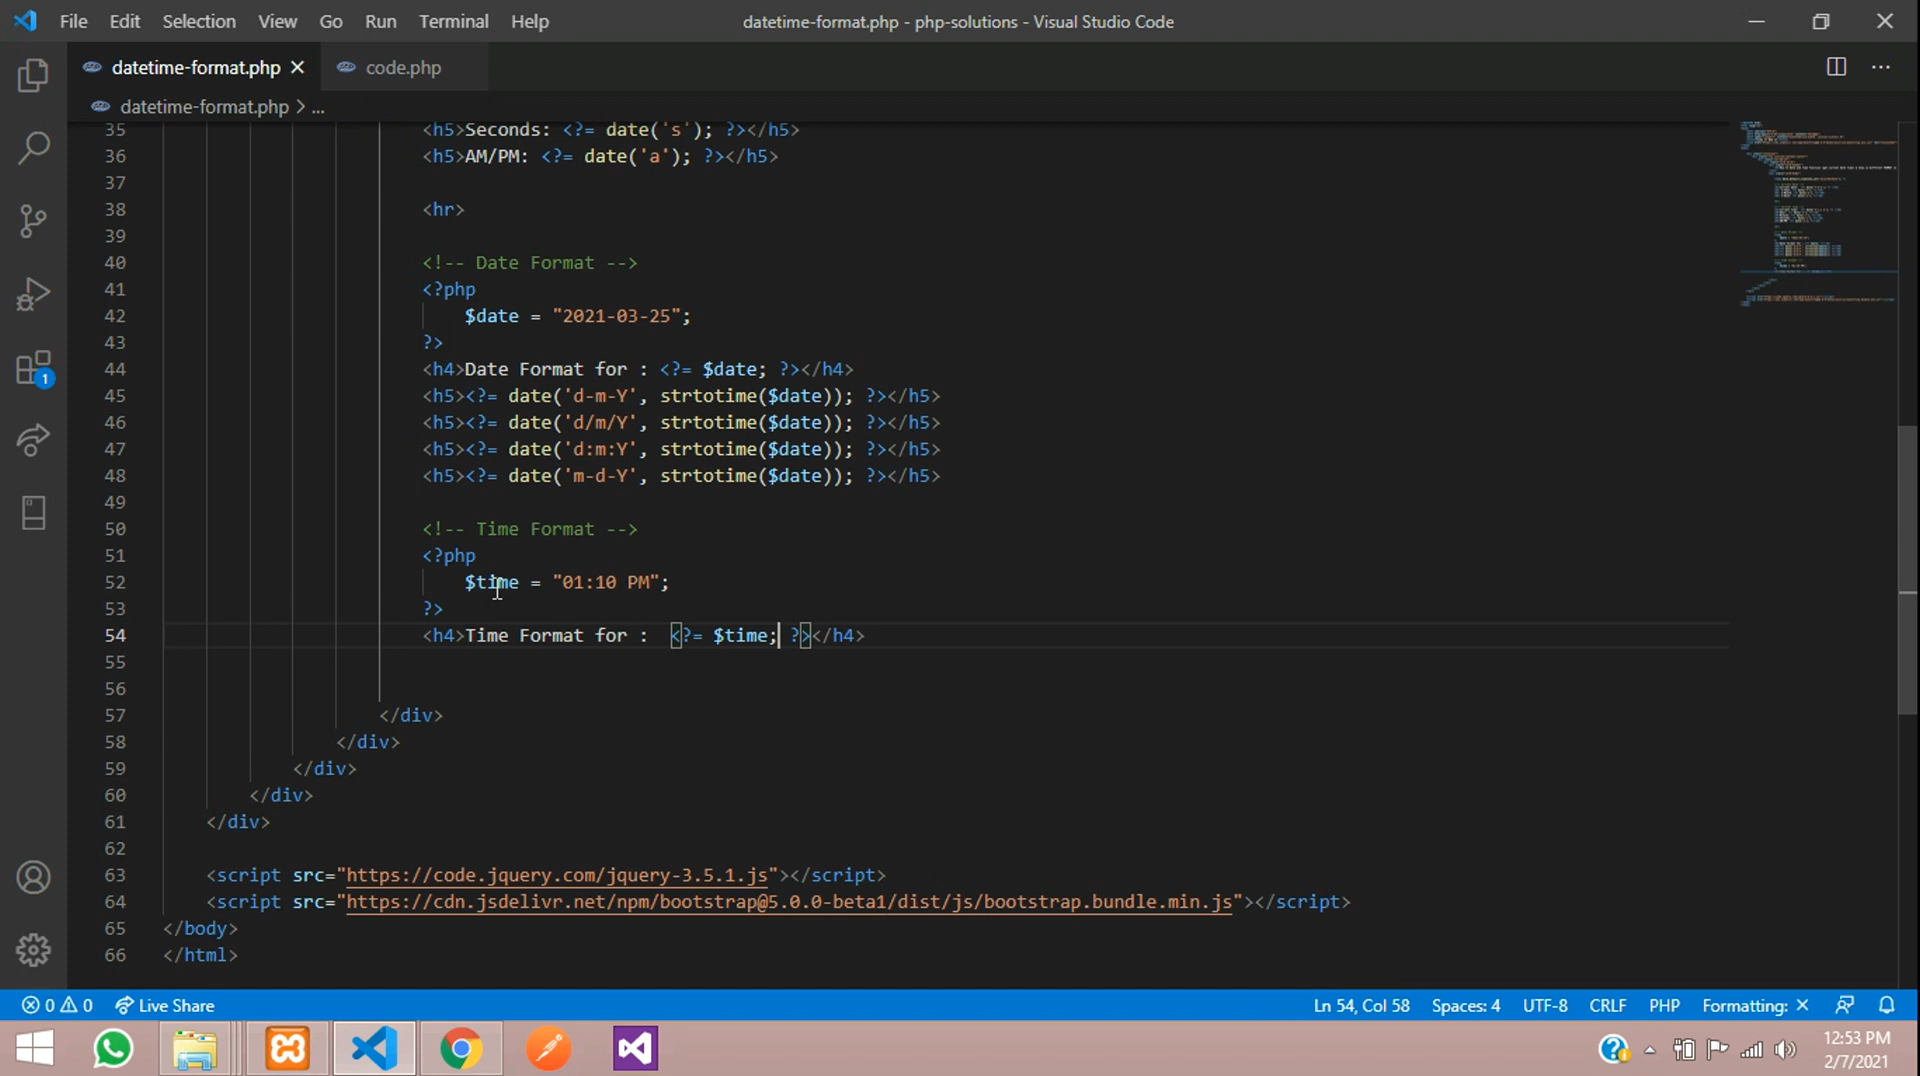 File Edit Selection View Go Run Terminal Help datetime-format.php - php-solutions - Visual Studio Code
datetime-format.php code.php
datetime-format.php > ...
35 <h5>Seconds: <?= date('s'); ?></h5>
36 <h5>AM/PM: <?= date('a'); ?></h5>
37
38 <hr>
39
40 <!-- Date Format -->
41 <?php
42 $date = "2021-03-25";
43 ?>
44 <h4>Date Format for : <?= $date; ?></h4>
45 <h5><?= date('d-m-Y', strtotime($date)); ?></h5>
46 <h5><?= date('d/m/Y', strtotime($date)); ?></h5>
47 <h5><?= date('d:m:Y', strtotime($date)); ?></h5>
48 <h5><?= date('m-d-Y', strtotime($date)); ?></h5>
49
50 <!-- Time Format -->
51 <?php
52 $time = "01:10 PM";
53 ?>
54 <h4>Time Format for :  <?= $time; ?></h4>
55
56
57 </div>
58 </div>
59 </div>
60 </div>
61 </div>
62
63 <script src="https://code.jquery.com/jquery-3.5.1.js"></script>
64 <script src="https://cdn.jsdelivr.net/npm/bootstrap@5.0.0-beta1/dist/js/bootstrap.bundle.min.js"></script>
65 </body>
66 </html>
1
0 0 Live Share Ln 54, Col 58 Spaces: 4 UTF-8 CRLF PHP Formatting: ×
12:53 PM
2/7/2021